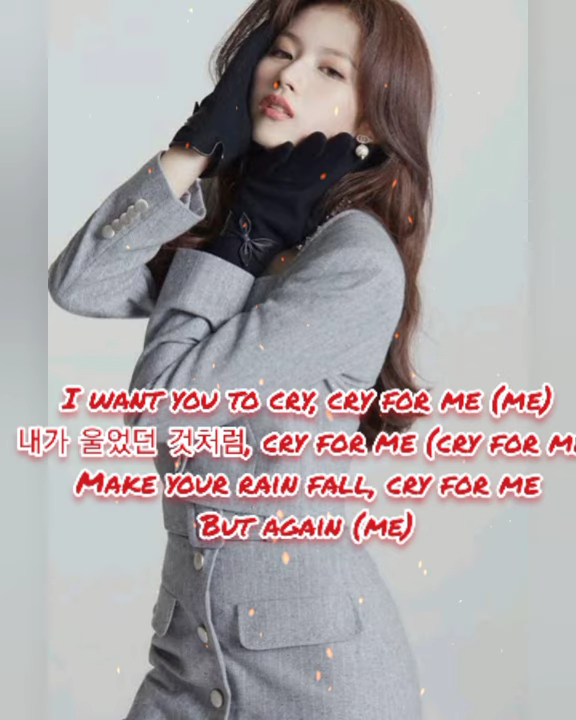 I want you to cry, cry for me (me)
내가 울었던 것처럼, cry for me (cry for m
Make your rain fall, cry for me
But again (me)